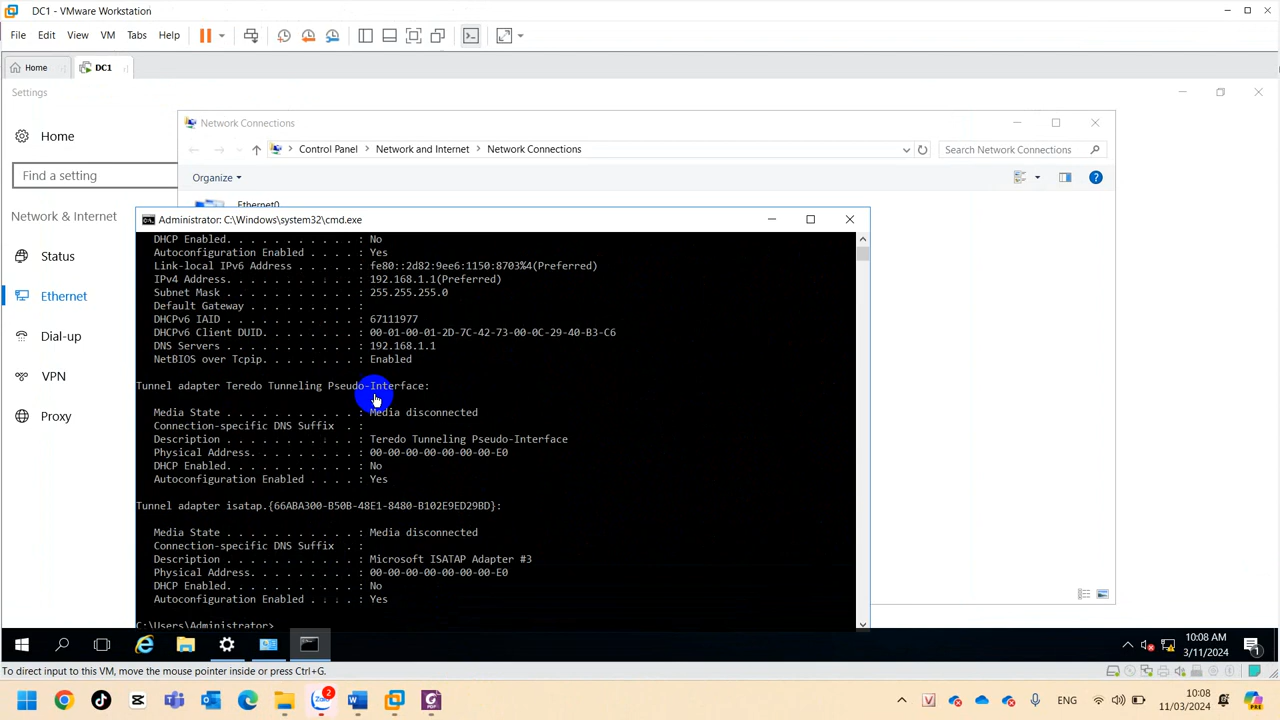 DC1 - VMware Workstation
File Edit View VM Tabs Help
Home DC1
Settings
Network Connections
Home
Control Panel Network and Internet Network Connections Search Network Connections
Find a setting
Organize
Network & Internet
Ethernet0
Administrator: C:\Windows\system32\cmd.exe
DHCP Enabled. . . . . . . . . . . : No
Autoconfiguration Enabled . . . . : Yes
Status
Link-local IPv6 Address . . . . . : fe80::2d82:9ee6:1150:8703%4(Preferred)
IPv4 Address. . . . . . . . . . . : 192.168.1.1(Preferred)
Ethernet
Subnet Mask . . . . . . . . . . . : 255.255.255.0
Default Gateway . . . . . . . . . :
DHCPv6 IAID . . . . . . . . . . . : 67111977
DHCPv6 Client DUID. . . . . . . . : 00-01-00-01-2D-7C-42-73-00-0C-29-40-B3-C6
Dial-up
DNS Servers . . . . . . . . . . . : 192.168.1.1
NetBIOS over Tcpip. . . . . . . . : Enabled
VPN
Tunnel adapter Teredo Tunneling Pseudo-Interface:
Proxy
Media State . . . . . . . . . . . : Media disconnected
Connection-specific DNS Suffix . :
Description . . . . . . . . . . . : Teredo Tunneling Pseudo-Interface
Physical Address. . . . . . . . . : 00-00-00-00-00-00-00-E0
DHCP Enabled. . . . . . . . . . . : No
Autoconfiguration Enabled . . . . : Yes
Tunnel adapter isatap.{66ABA300-B50B-48E1-8480-B102E9ED29BD}:
Media State . . . . . . . . . . . : Media disconnected
Connection-specific DNS Suffix . :
Description . . . . . . . . . . . : Microsoft ISATAP Adapter #3
Physical Address. . . . . . . . . : 00-00-00-00-00-00-00-E0
DHCP Enabled. . . . . . . . . . . : No
Autoconfiguration Enabled . . . . : Yes
C:\Users\Administrator>
10:08 AM
3/11/2024
1
To direct input to this VM, move the mouse pointer inside or press Ctrl+G.
2
Zalo
ENG
10:08
11/03/2024
PRE